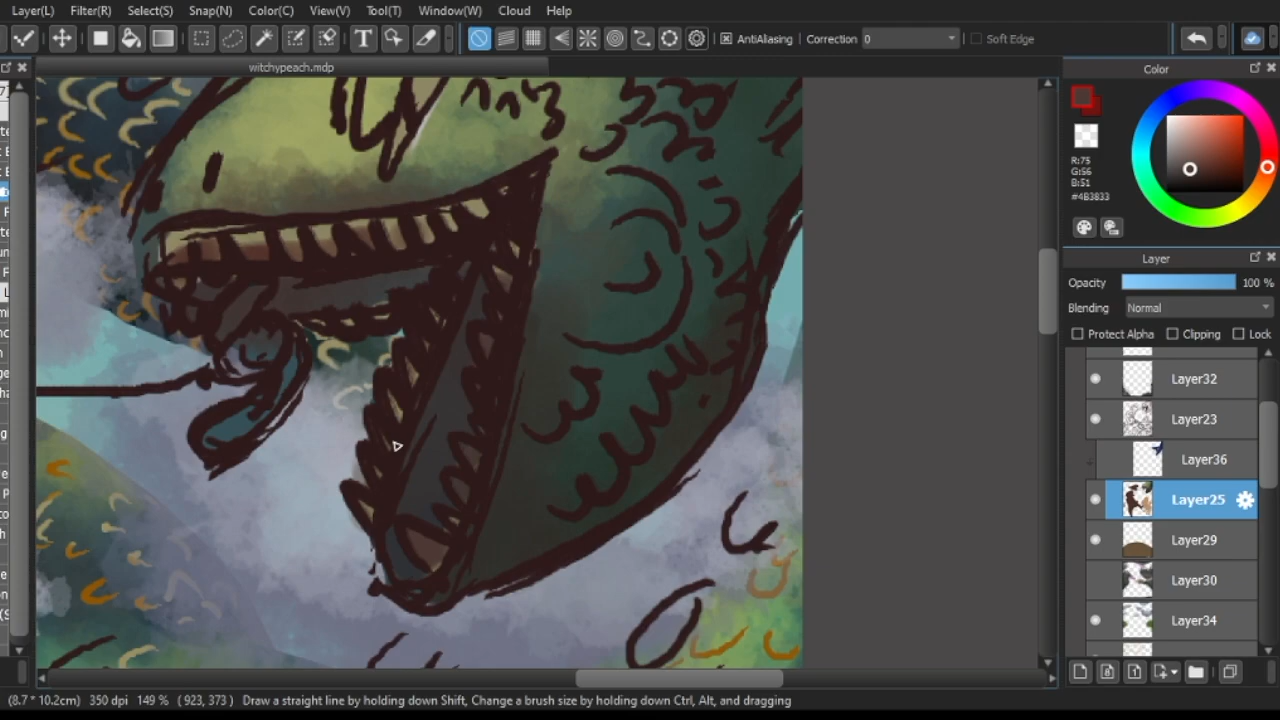 Layer(L) Filter(R) Select(S) Snap(N) Color(C) View(V) Tool(T) Window(W) Cloud Help
T AntiAliasing Correction 0 Soft Edge
witchypeach.mdp
Color
R:75
G:56
B:51
#4B3833
Layer
Opacity 100 %
Blending Normal
Protect Alpha Clipping Lock
Layer32
Layer23
Layer36
Layer25
Layer29
Layer30
Layer34
(8.7 * 10.2cm) 350 dpi 149 % ( 923, 373 ) Draw a straight line by holding down Shift, Change a brush size by holding down Ctrl, Alt, and dragging